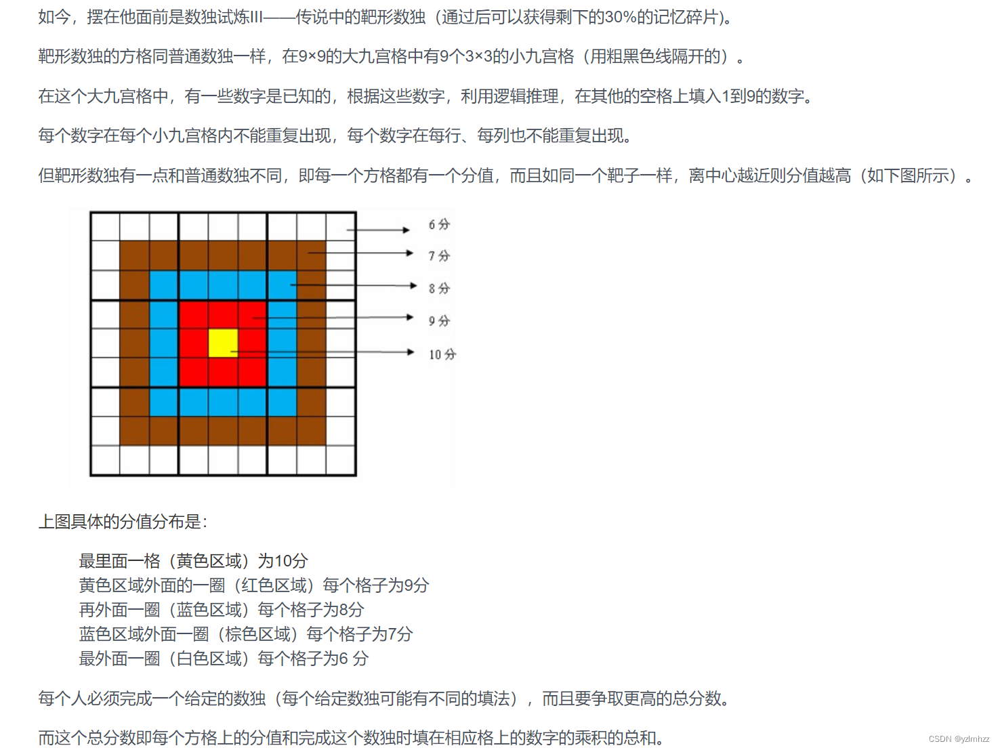 如今，摆在他面前是数独试炼III——传说中的靶形数独（通过后可以获得剩下的30%的记忆碎片)。
靶形数独的方格同普通数独一样，在9×9的大九宫格中有9个3×3的小九宫格（用粗黑色线隔开的）。
在这个大九宫格中，有一些数字是已知的，根据这些数字，利用逻辑推理，在其他的空格上填入1到9的数字。
每个数字在每个小九宫格内不能重复出现，每个数字在每行、每列也不能重复出现。
但靶形数独有一点和普通数独不同，即每一个方格都有一个分值，而且如同一个靶子一样，离中心越近则分值越高（如下图所示）。
6 分
7 分
8 分
9 分
10 分
上图具体的分值分布是：
最里面一格（黄色区域）为10分
黄色区域外面的一圈（红色区域）每个格子为9分
再外面一圈（蓝色区域）每个格子为8分
蓝色区域外面一圈（棕色区域）每个格子为7分
最外面一圈（白色区域）每个格子为6 分
每个人必须完成一个给定的数独（每个给定数独可能有不同的填法），而且要争取更高的总分数。
而这个总分数即每个方格上的分值和完成这个数独时填在相应格上的数字的乘积的总和。
CSDN @yzlmhzz